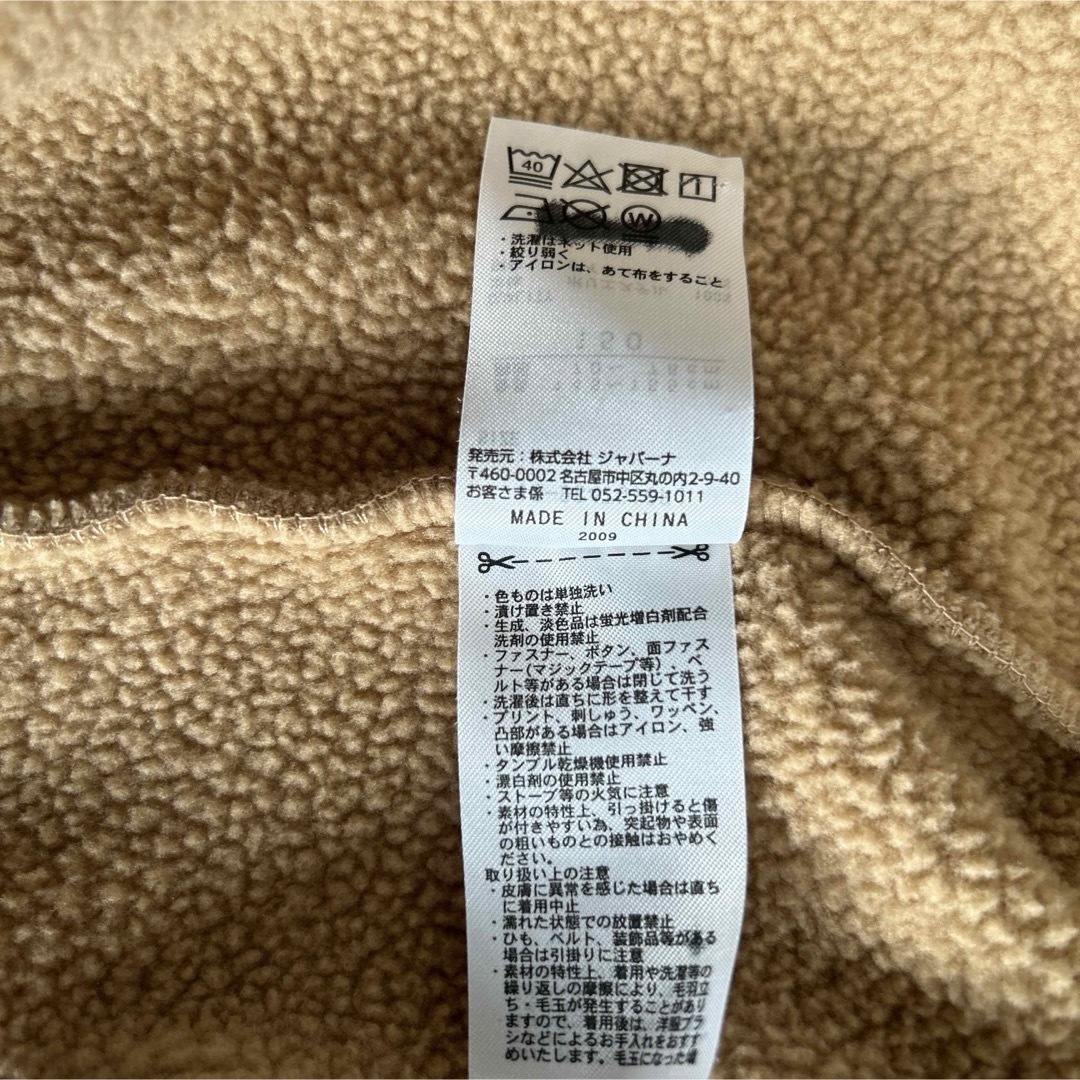 40
W
・洗濯はネット使用
・絞り弱く
・アイロンは、あて布をすること
150
発売元：株式会社 ジャパーナ
〒460-0002 名古屋市中区丸の内2-9-40
お客さま係 TEL 052-559-1011
MADE IN CHINA
2009
・色ものは単独洗い
・漬け置き禁止
・生成、淡色品は蛍光増白剤配合
洗剤の使用禁止
・ファスナー、ボタン、面ファス
ナー(マジックテープ等)、ベ
ルト等がある場合は閉じて洗う
・洗濯後は直ちに形を整えて干す
・プリント、刺しゅう、ワッペン、
凸部がある場合はアイロン、強
い摩擦禁止
・タンブル乾燥機使用禁止
・漂白剤の使用禁止
・ストーブ等の火気に注意
・素材の特性上、引っ掛けると傷
が付きやすい為、突起物や表面
の粗いものとの接触はおやめく
ださい。
取り扱い上の注意
・皮膚に異常を感じた場合は直ち
に着用中止
・濡れた状態での放置禁止
・ひも、ベルト、装飾品等がある
場合は引掛りに注意
・素材の特性上、着用や洗濯等の
繰り返しの摩擦により、毛羽立
ち・毛玉が発生することがあり
ますので、着用後は、洋服ブラ
シなどによるお手入れをおすす
めいたします。毛玉になった場